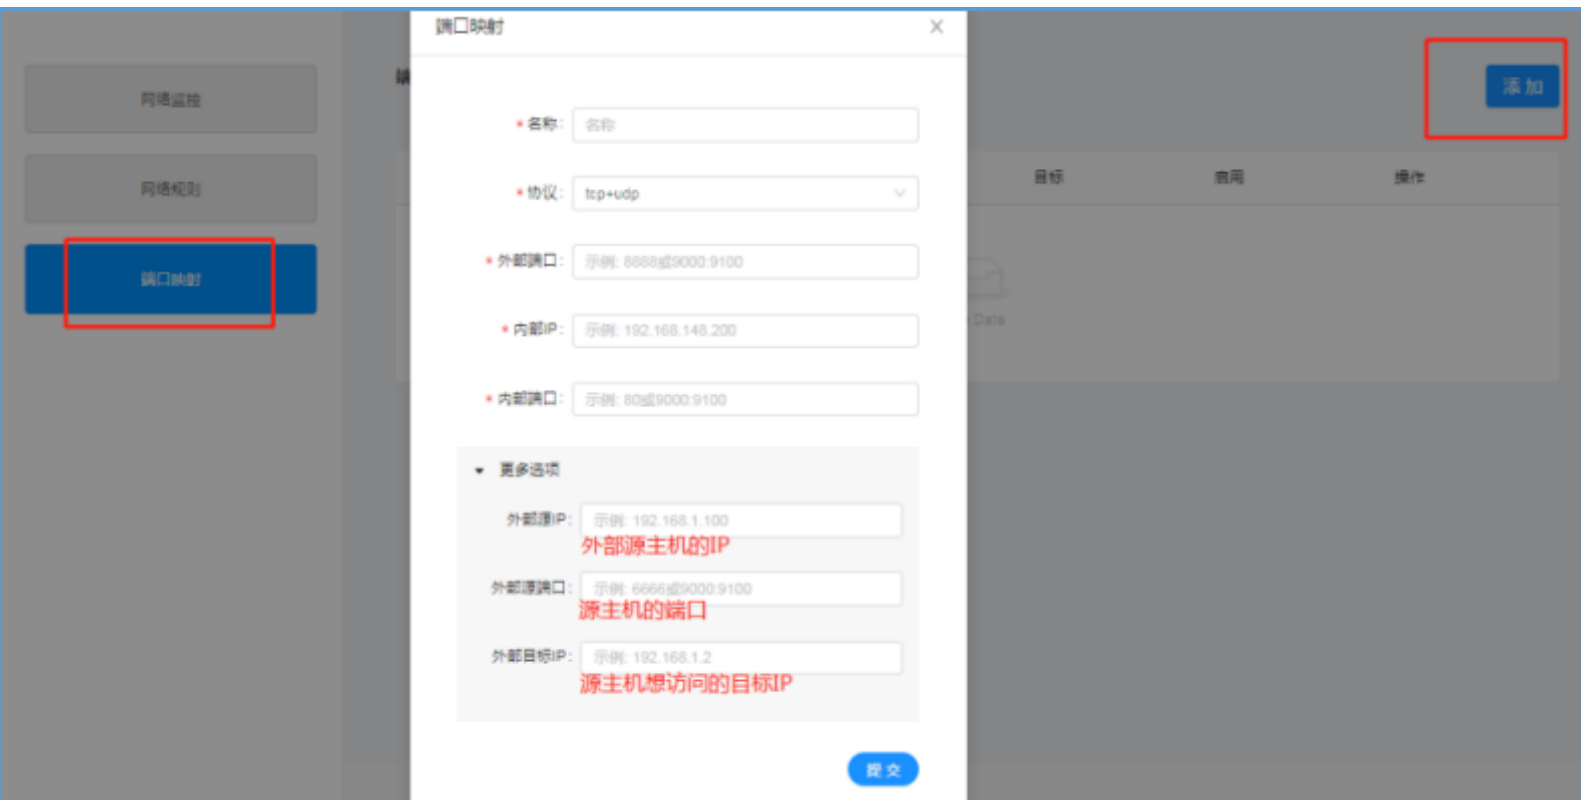 端口映射
网络监控
网络规则
端口映射
端
添加
目标
启用
操作
Data
*名称:
名称
*协议:
tcp+udp
*外部端口:
示例: 8888或9000:9100
*内部IP:
示例: 192.168.148.200
*内部端口:
示例: 80或9000:9100
更多选项
外部源IP:
示例: 192.168.1.100
外部源主机的IP
外部源端口:
示例: 6666或9000:9100
源主机的端口
外部目标IP:
示例: 192.168.1.2
源主机想访问的目标IP
提交